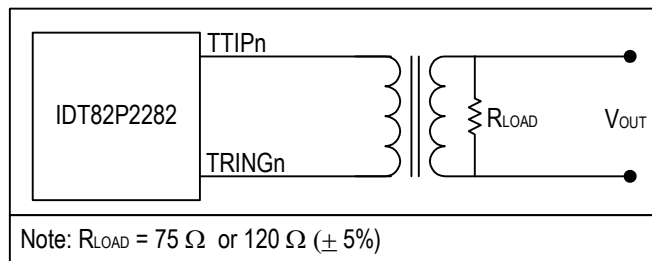 TTIPn
IDT82P2282
RLOAD
VOUT
TRINGn
Note: RLOAD = 75 Ω or 120 Ω (± 5%)